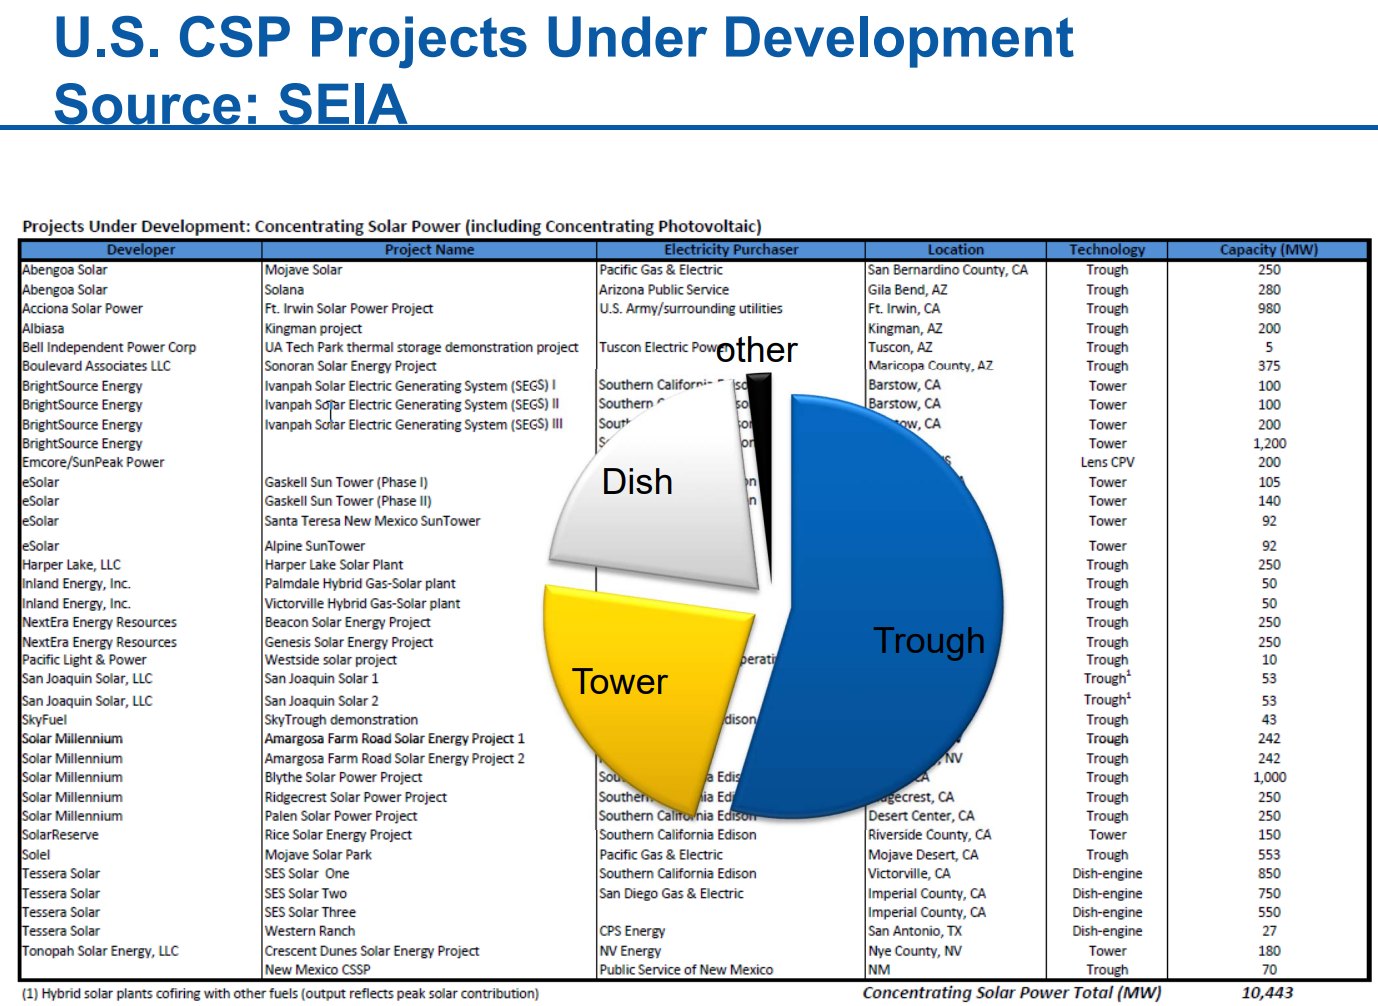 U.S. CSP Projects Under Development
Source: SEIA
Projects Under Development: Concentrating Solar Power (including Concentrating Photovoltaic)
Developer Project Name Electricity Purchaser Location Technology Capacity (MW)
Abengoa Solar Mojave Solar Pacific Gas & Electric San Bernardino County, CA Trough 250
Abengoa Solar Solana Arizona Public Service Gila Bend, AZ Trough 280
Acciona Solar Power Ft. Irwin Solar Power Project U.S. Army/surrounding utilities Ft. Irwin, CA Trough 980
Albiasa Kingman project Kingman, AZ Trough 200
Bell Independent Power Corp UA Tech Park thermal storage demonstration project Tuscon Electric Power Tuscon, AZ Trough 5
other
Boulevard Associates LLC Sonoran Solar Energy Project Maricopa County, AZ Trough 375
BrightSource Energy Ivanpah Solar Electric Generating System (SEGS) I Southern California Barstow, CA Tower 100
BrightSource Energy Ivanpah Solar Electric Generating System (SEGS) II Southern Barstow, CA Tower 100
BrightSource Energy Ivanpah Solar Electric Generating System (SEGS) III CA Tower 200
BrightSource Energy Tower 1,200
Emcore/SunPeak Power Lens CPV 200
Dish
eSolar Gaskell Sun Tower (Phase I) Tower 105
eSolar Gaskell Sun Tower (Phase II) Tower 140
eSolar Santa Teresa New Mexico SunTower Tower 92
eSolar Alpine SunTower Tower 92
Harper Lake, LLC Harper Lake Solar Plant Trough 250
Inland Energy, Inc. Palmdale Hybrid Gas-Solar plant Trough 50
Inland Energy, Inc. Victorville Hybrid Gas-Solar plant Trough 50
NextEra Energy Resources Beacon Solar Energy Project Trough 250
NextEra Energy Resources Genesis Solar Energy Project Trough 250
Trough
Pacific Light & Power Westside solar project Trough 10
San Joaquin Solar, LLC San Joaquin Solar 1 Trough¹ 53
Tower
San Joaquin Solar, LLC San Joaquin Solar 2 Trough¹ 53
SkyFuel SkyTrough demonstration Trough 43
Solar Millennium Amargosa Farm Road Solar Energy Project 1 Trough 242
Solar Millennium Amargosa Farm Road Solar Energy Project 2 NV Trough 242
Solar Millennium Blythe Solar Power Project Trough 1,000
Solar Millennium Ridgecrest Solar Power Project Southern CA Trough 250
Solar Millennium Palen Solar Power Project Southern California Edison Desert Center, CA Trough 250
SolarReserve Rice Solar Energy Project Southern California Edison Riverside County, CA Tower 150
Solel Mojave Solar Park Pacific Gas & Electric Mojave Desert, CA Trough 553
Tessera Solar SES Solar One Southern California Edison Victorville, CA Dish-engine 850
Tessera Solar SES Solar Two San Diego Gas & Electric Imperial County, CA Dish-engine 750
Tessera Solar SES Solar Three Imperial County, CA Dish-engine 550
Tessera Solar Western Ranch CPS Energy San Antonio, TX Dish-engine 27
Tonopah Solar Energy, LLC Crescent Dunes Solar Energy Project NV Energy Nye County, NV Tower 180
New Mexico CSSP Public Service of New Mexico NM Trough 70
(1) Hybrid solar plants cofiring with other fuels (output reflects peak solar contribution) Concentrating Solar Power Total (MW) 10,443